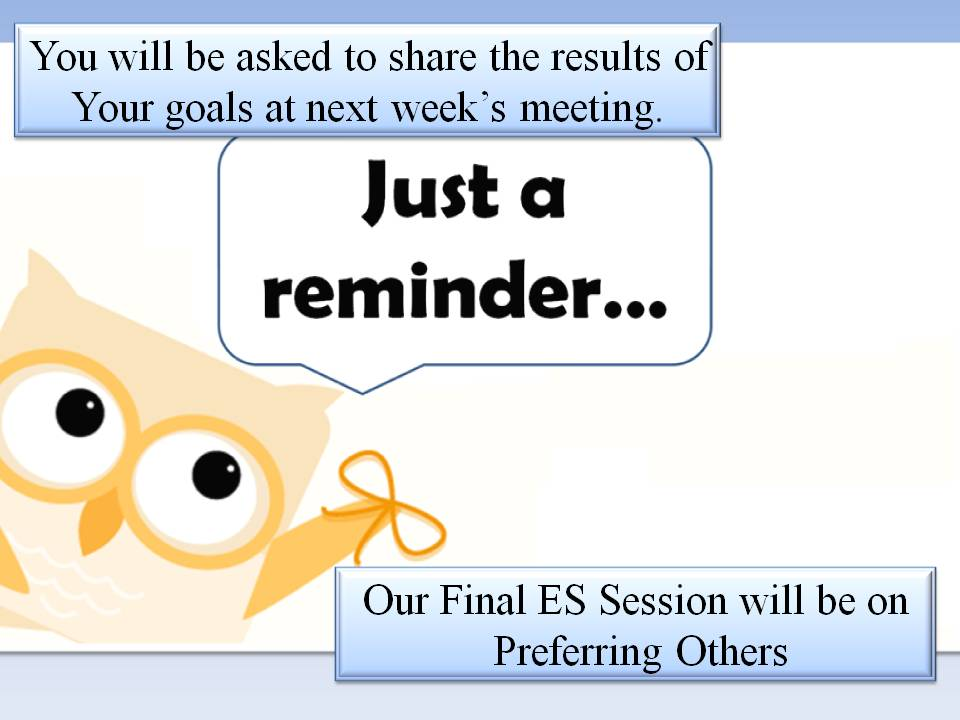 You will be asked to share the results of
Your goals at next week’s meeting.
Just a
reminder...
Our Final ES Session will be on
Preferring Others